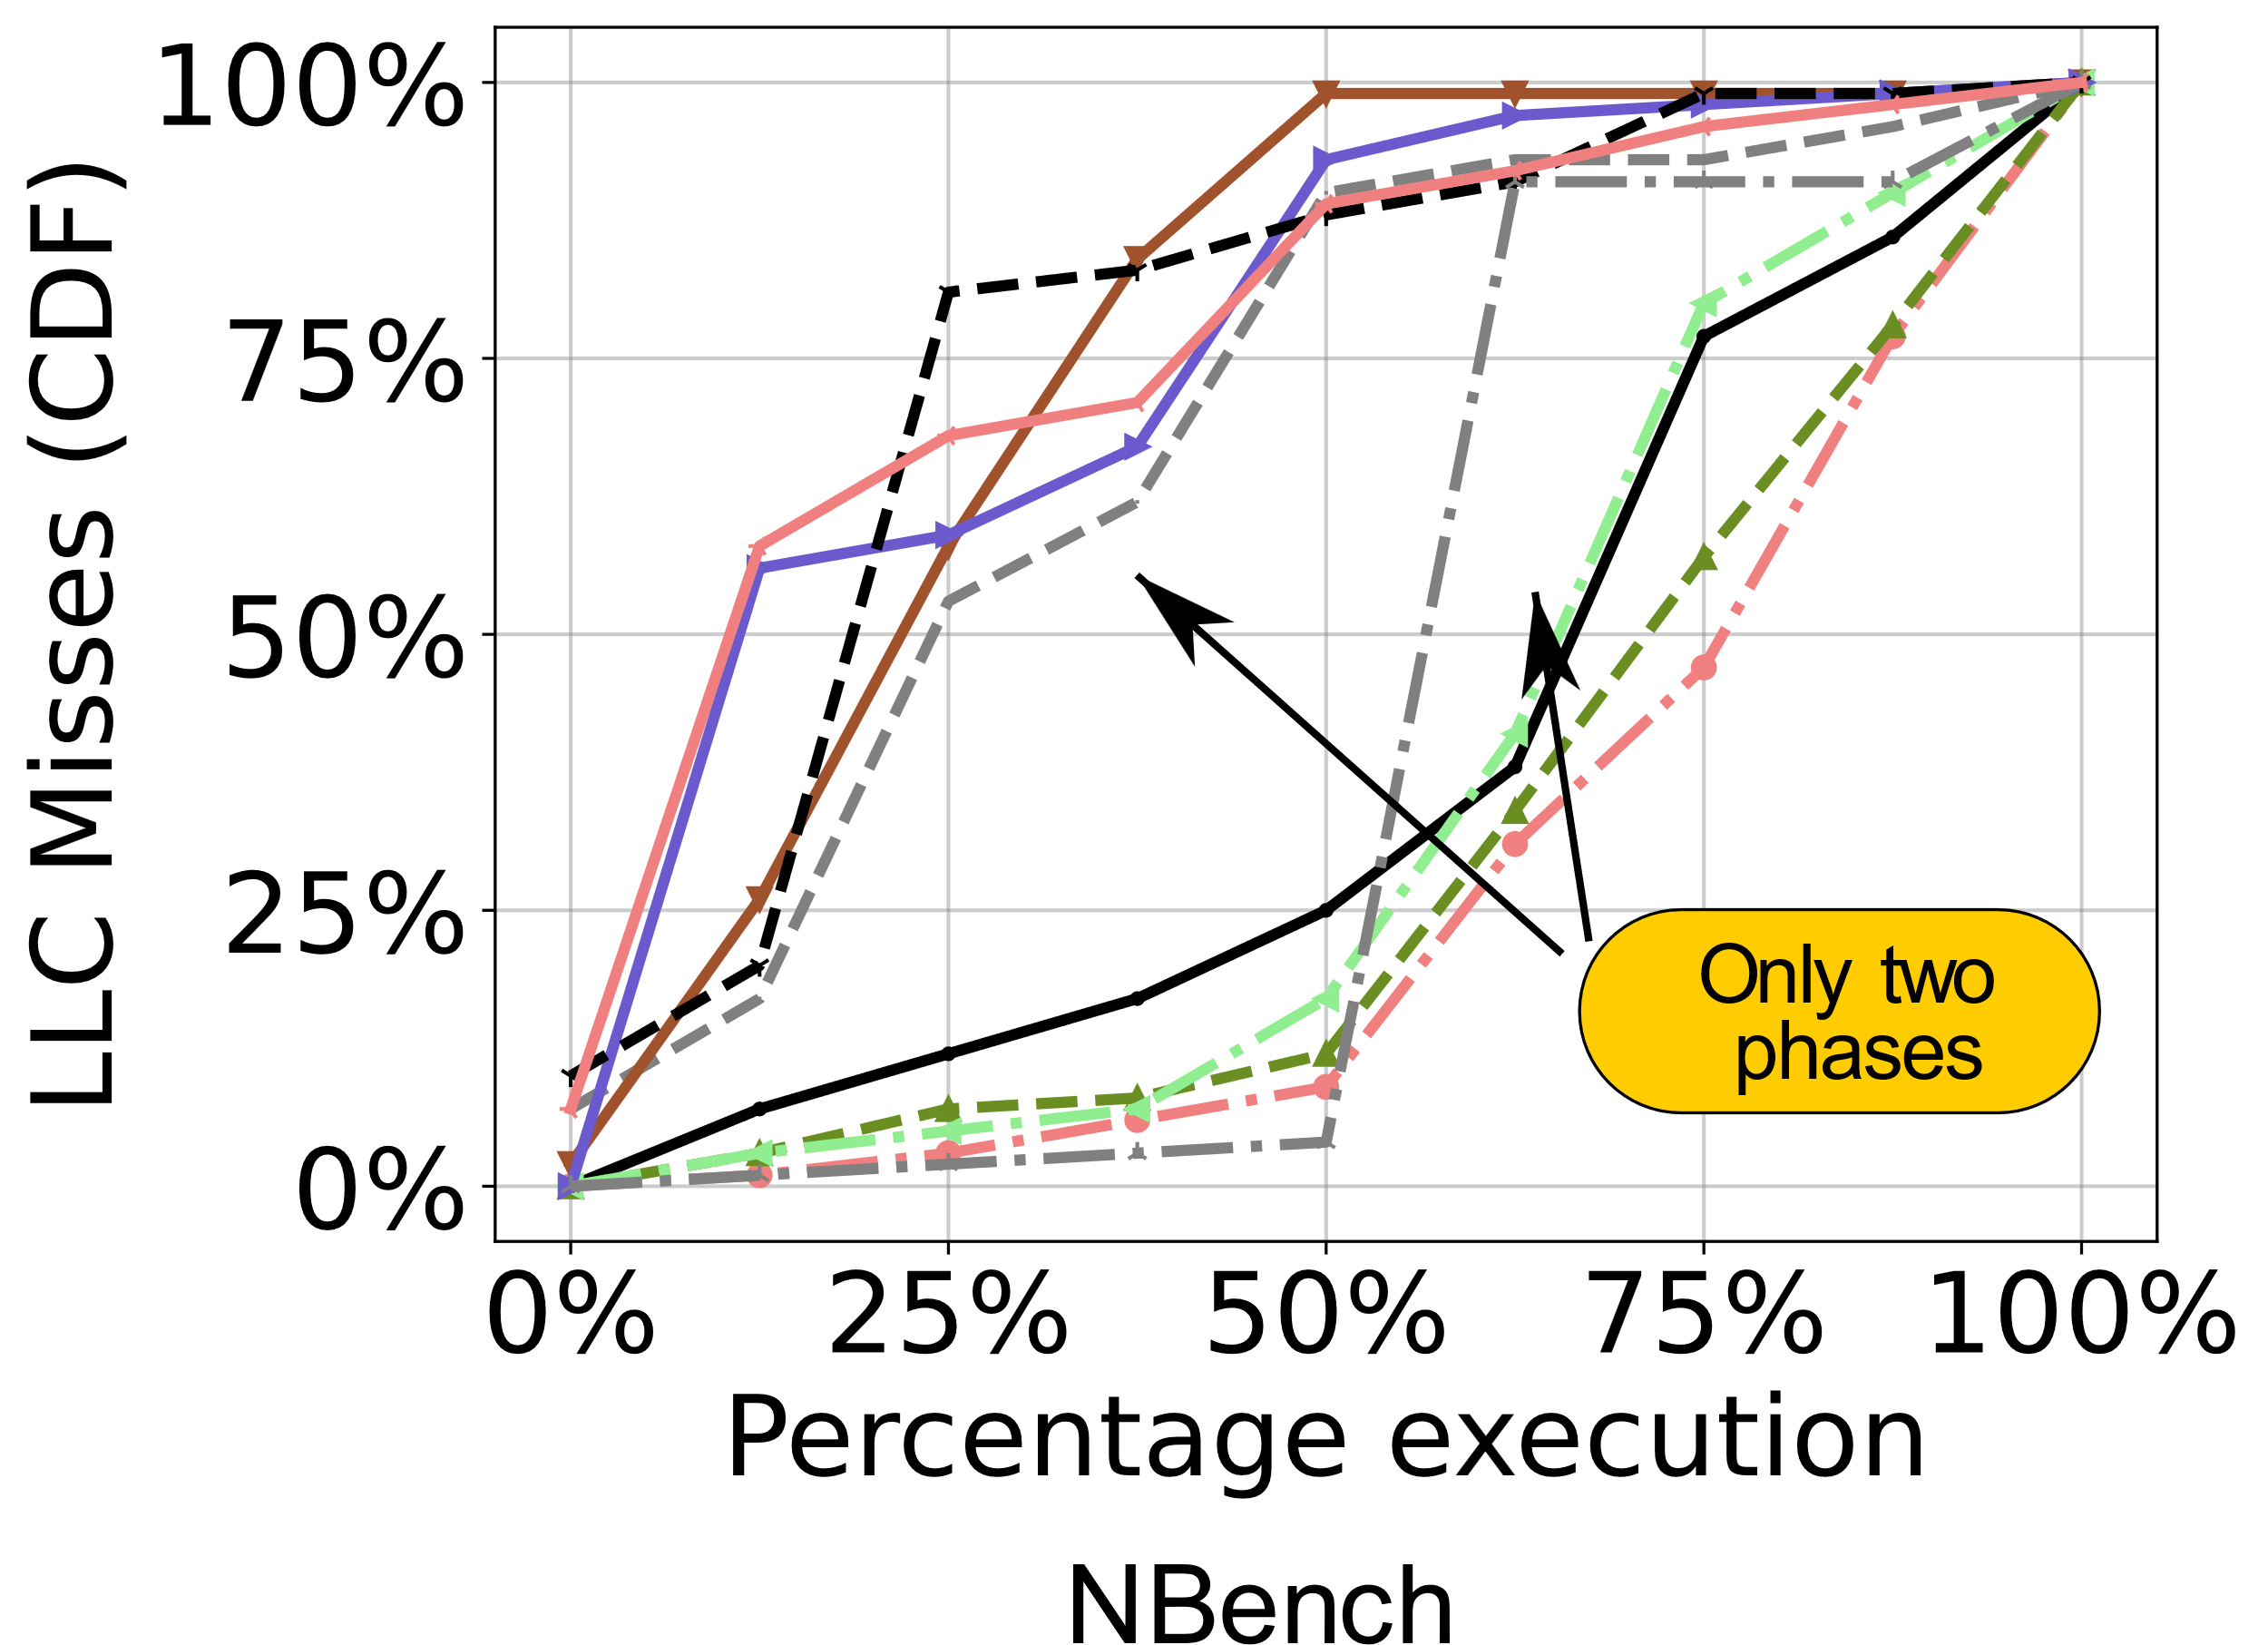 100%
75%
50%
25%
0%
LLC Misses (CDF)
Only two
phases
0% 25% 50% 75% 100%
Percentage execution
NBench